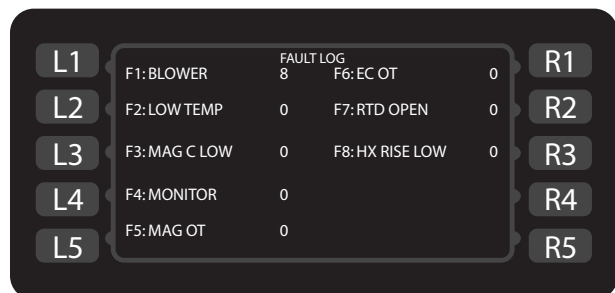 FAULT LOG
L1 F1: BLOWER 8 F6: EC OT 0 R1
L2 F2: LOW TEMP 0 F7: RTD OPEN 0 R2
L3 F3: MAG C LOW 0 F8: HX RISE LOW 0 R3
L4 F4: MONITOR 0 R4
L5 F5: MAG OT 0 R5